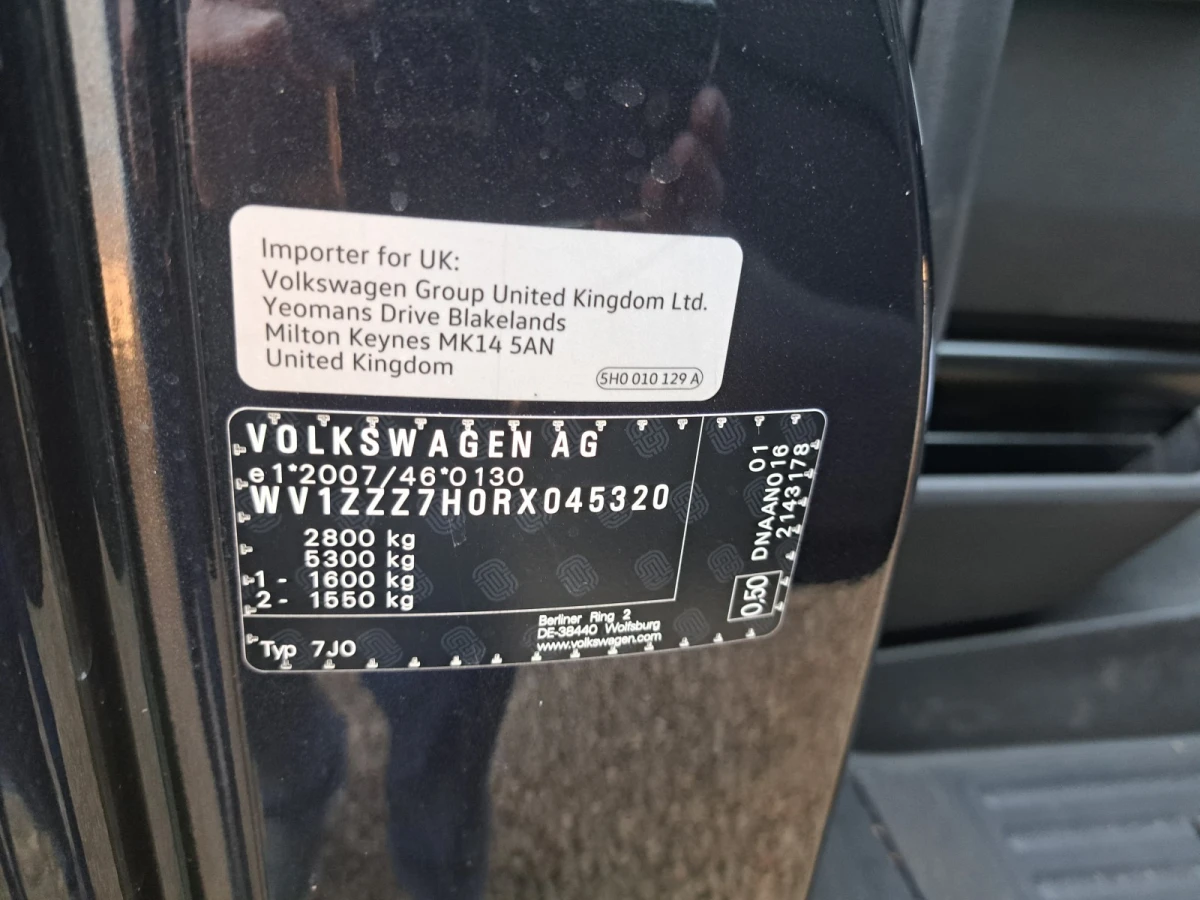 Importer for UK:
Volkswagen Group United Kingdom Ltd.
Yeomans Drive Blakelands
Milton Keynes MK14 5AN
United Kingdom
5H0 010 129 A
VOLKSWAGEN AG
e1*2007/46*0130
WV1ZZZ7H0RX045320
2800 kg
5300 kg
1 - 1600 kg
2 - 1550 kg
Typ 7J0
Berliner Ring 2
DE-38440 Wolfsburg
www.volkswagen.com
0,50
DNAAN016 01
2143178